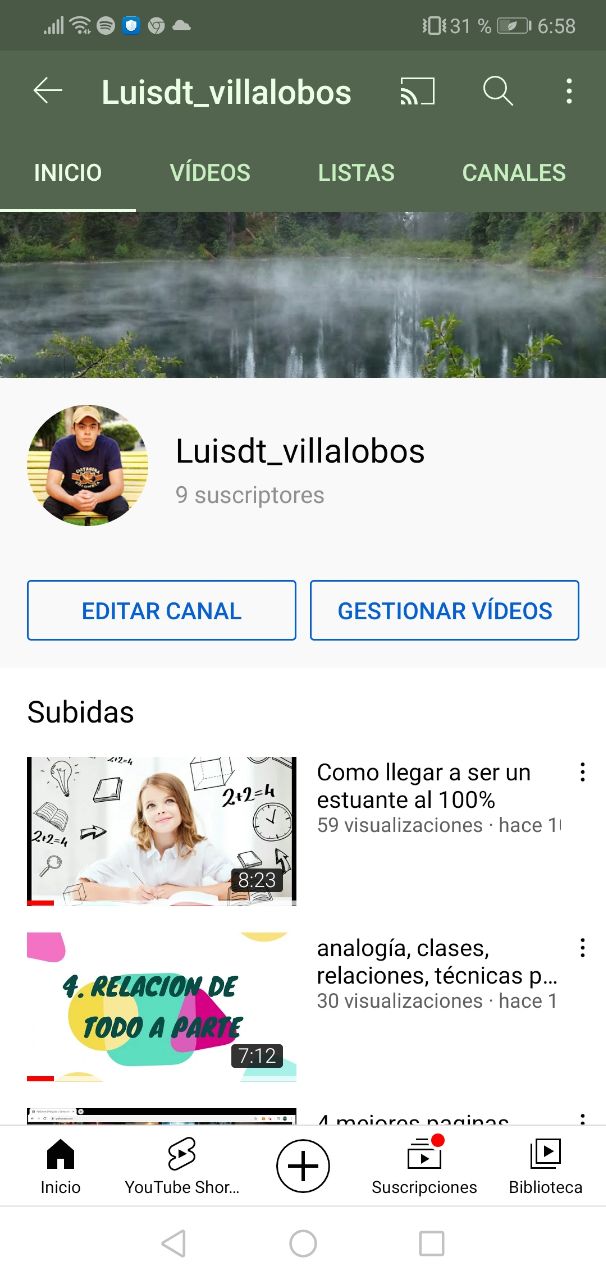 31 % 6:58
Luisdt_villalobos
INICIO VÍDEOS LISTAS CANALES
Luisdt_villalobos
9 suscriptores
EDITAR CANAL GESTIONAR VÍDEOS
Subidas
2+2=4
2+2=4
2+2=4
8:23
Como llegar a ser un
estuante al 100%
59 visualizaciones · hace 1
4. RELACION DE
TODO A PARTE
7:12
analogía, clases,
relaciones, técnicas p...
30 visualizaciones · hace 1
4 mejores paginas
Inicio YouTube Shor... Suscripciones Biblioteca